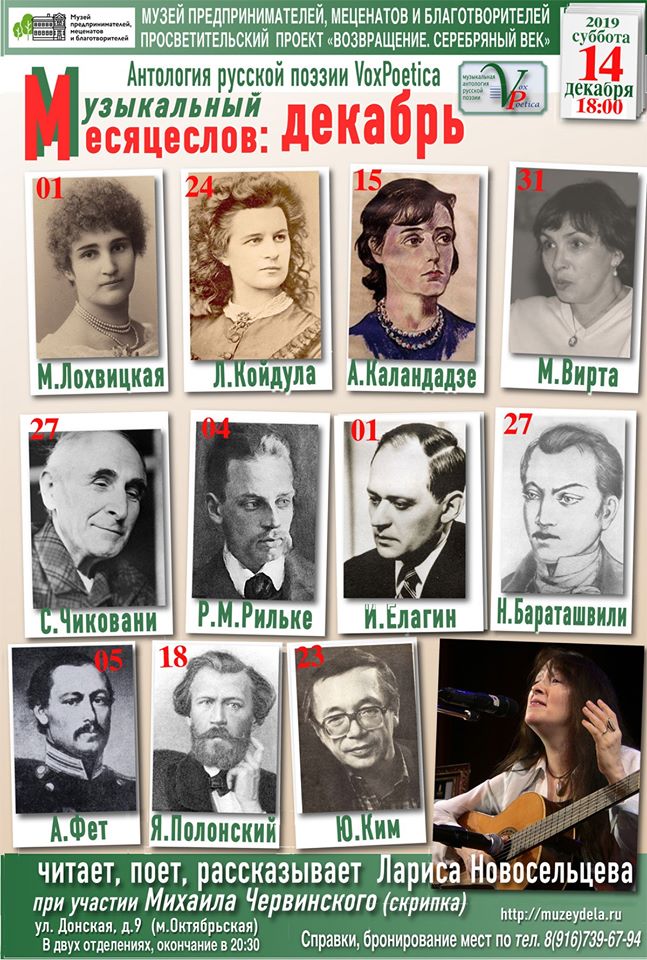 Музей
предпринимателей,
меценатов
и благотворителей
МУЗЕЙ ПРЕДПРИНИМАТЕЛЕЙ, МЕЦЕНАТОВ И БЛАГОТВОРИТЕЛЕЙ
ПРОСВЕТИТЕЛЬСКИЙ ПРОЕКТ «ВОЗВРАЩЕНИЕ. СЕРЕБРЯНЫЙ ВЕК»
2019
суббота
14
декабря
18:00
Антология русской поэзии VoxPoetica
музыкальная
антология
русской
поэзии
Vox
Poetica
Музыкальный
Месяцеслов: декабрь
01
24
15
31
М.Лохвицкая
Л.Койдула
А.Каландадзе
М.Вирта
27
04
01
27
С.Чиковани
Р.М.Рильке
И.Елагин
Н.Бараташвили
05
18
23
А.Фет
Я.Полонский
Ю.Ким
читает, поет, рассказывает Лариса Новосельцева
при участии Михаила Червинского (скрипка)
ул. Донская, д.9 (м.Октябрьская)
В двух отделениях, окончание в 20:30
http://muzeydela.ru
Справки, бронирование мест по тел. 8(916)739-67-94